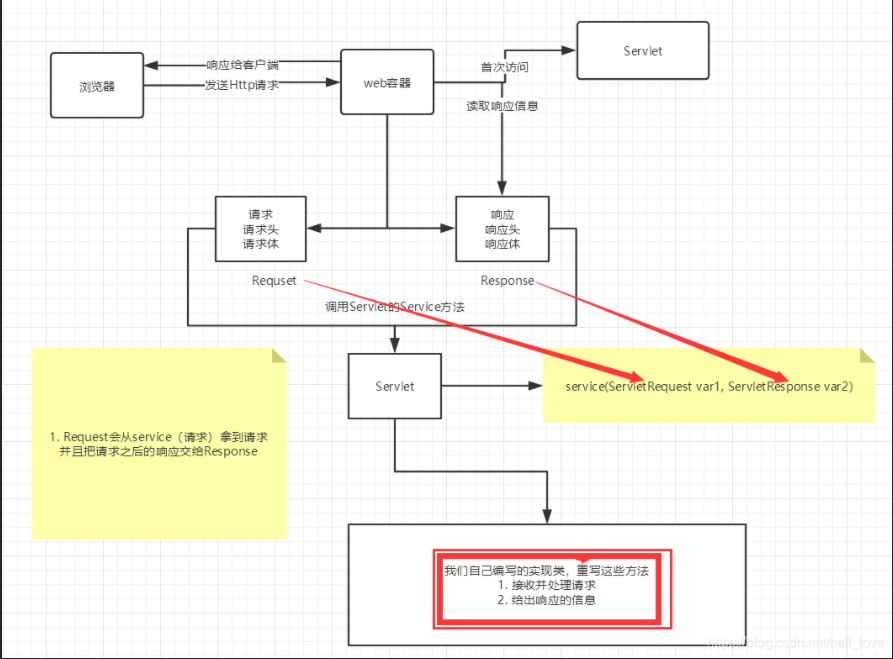 Servlet
响应给客户端
首次访问
浏览器
发送Http请求
web容器
读取响应信息
请求
请求头
请求体
响应
响应头
响应体
Requset
Response
调用Servlet的Service方法
Servlet
service(ServletRequest var1, ServletResponse var2)
1. Request会从service（请求）拿到请求
并且把请求之后的响应交给Response
我们自己编写的实现类，重写这些方法
1. 接收并处理请求
2. 给出响应的信息
https://blog.csdn.net/bell_love